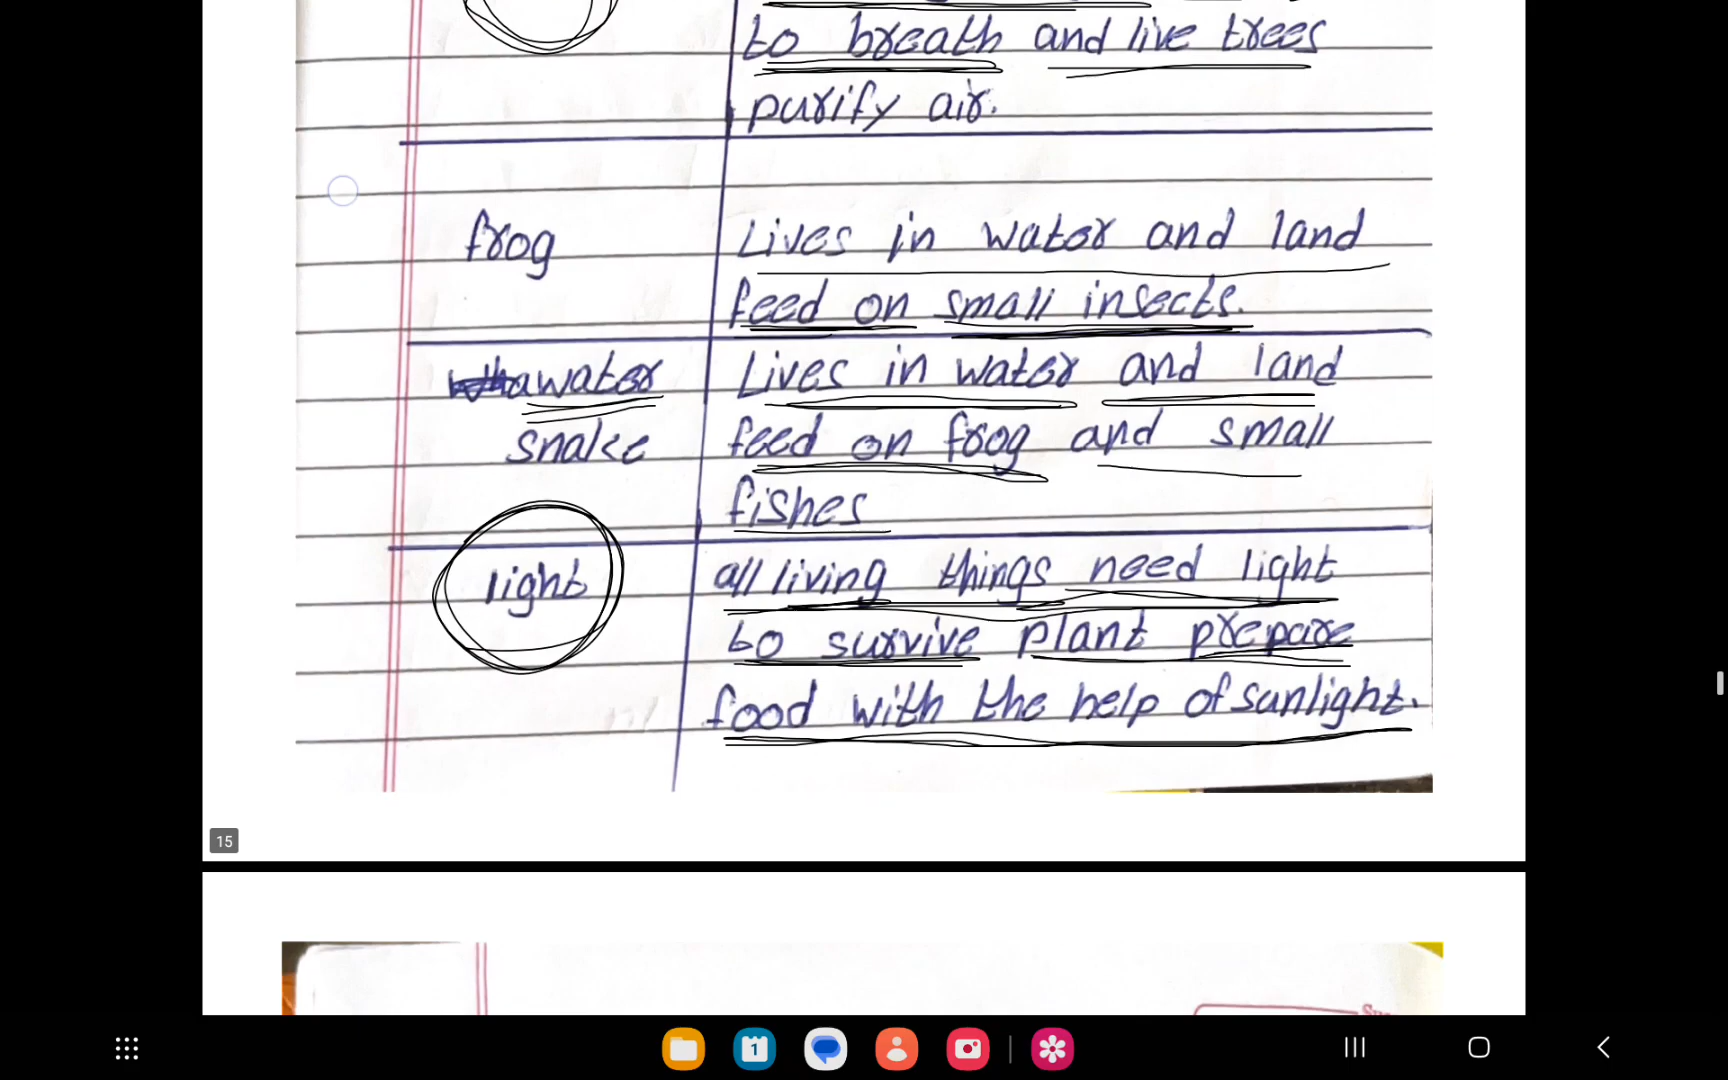 to breath and live trees
purify air.
frog
Lives in water and land
feed on small insects.
water
snake
Lives in water and land
feed on frog and small
fishes
light
all living things need light
to survive plant prepare
food with the help of sunlight.
15
1